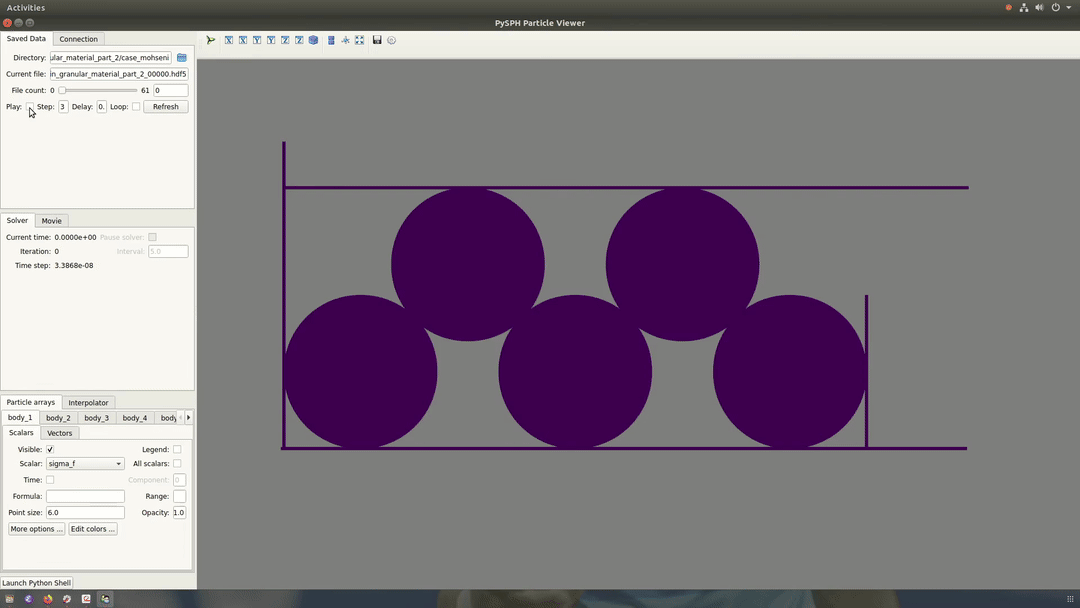 Activities
PySPH Particle Viewer
Saved Data Connection
Directory: ular_material_part_2/case_mohseni
Current file: in_granular_material_part_2_00000.hdf5
File count: 0 61 0
Play: Step: 3 Delay: 0. Loop: Refresh
Solver Movie
Current time: 0.0000e+00 Pause solver:
Iteration: 0 Interval: 5.0
Time step: 3.3868e-08
Particle arrays Interpolator
body_1 body_2 body_3 body_4 body
Scalars Vectors
Visible: Legend:
Scalar: sigma_f All scalars:
Time: Component: 0
Formula: Range:
Point size: 6.0 Opacity: 1.0
More options ... Edit colors ...
Launch Python Shell